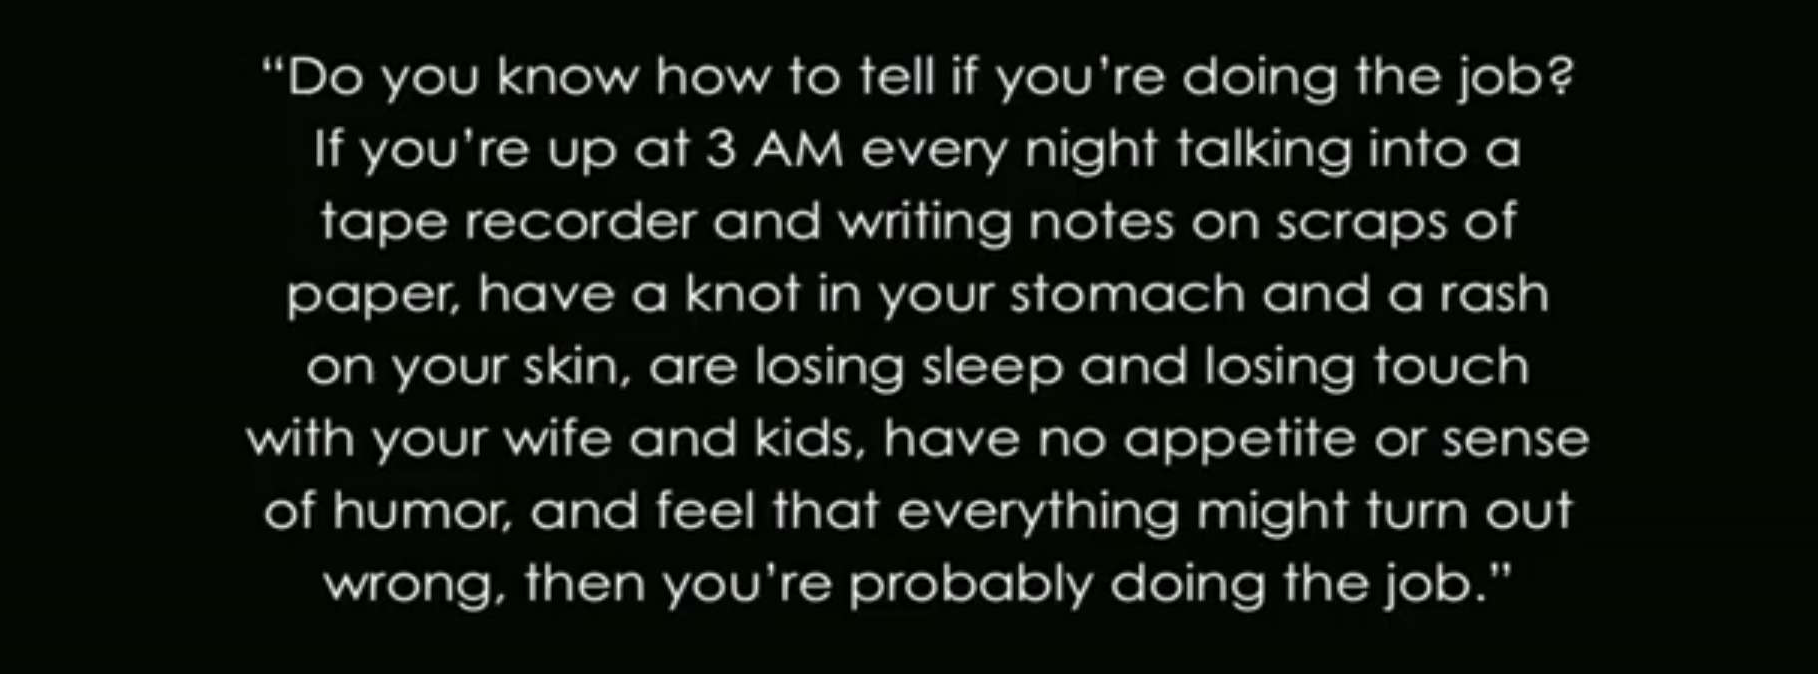 “Do you know how to tell if you’re doing the job?
If you’re up at 3 AM every night talking into a
tape recorder and writing notes on scraps of
paper, have a knot in your stomach and a rash
on your skin, are losing sleep and losing touch
with your wife and kids, have no appetite or sense
of humor, and feel that everything might turn out
wrong, then you’re probably doing the job.”